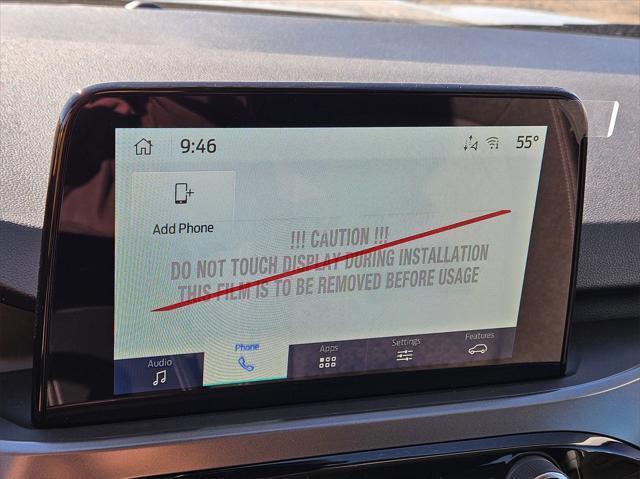 9:46 55°
Add Phone
!!! CAUTION !!!
DO NOT TOUCH DISPLAY DURING INSTALLATION
THIS FILM IS TO BE REMOVED BEFORE USAGE
Audio Phone Apps Settings Features